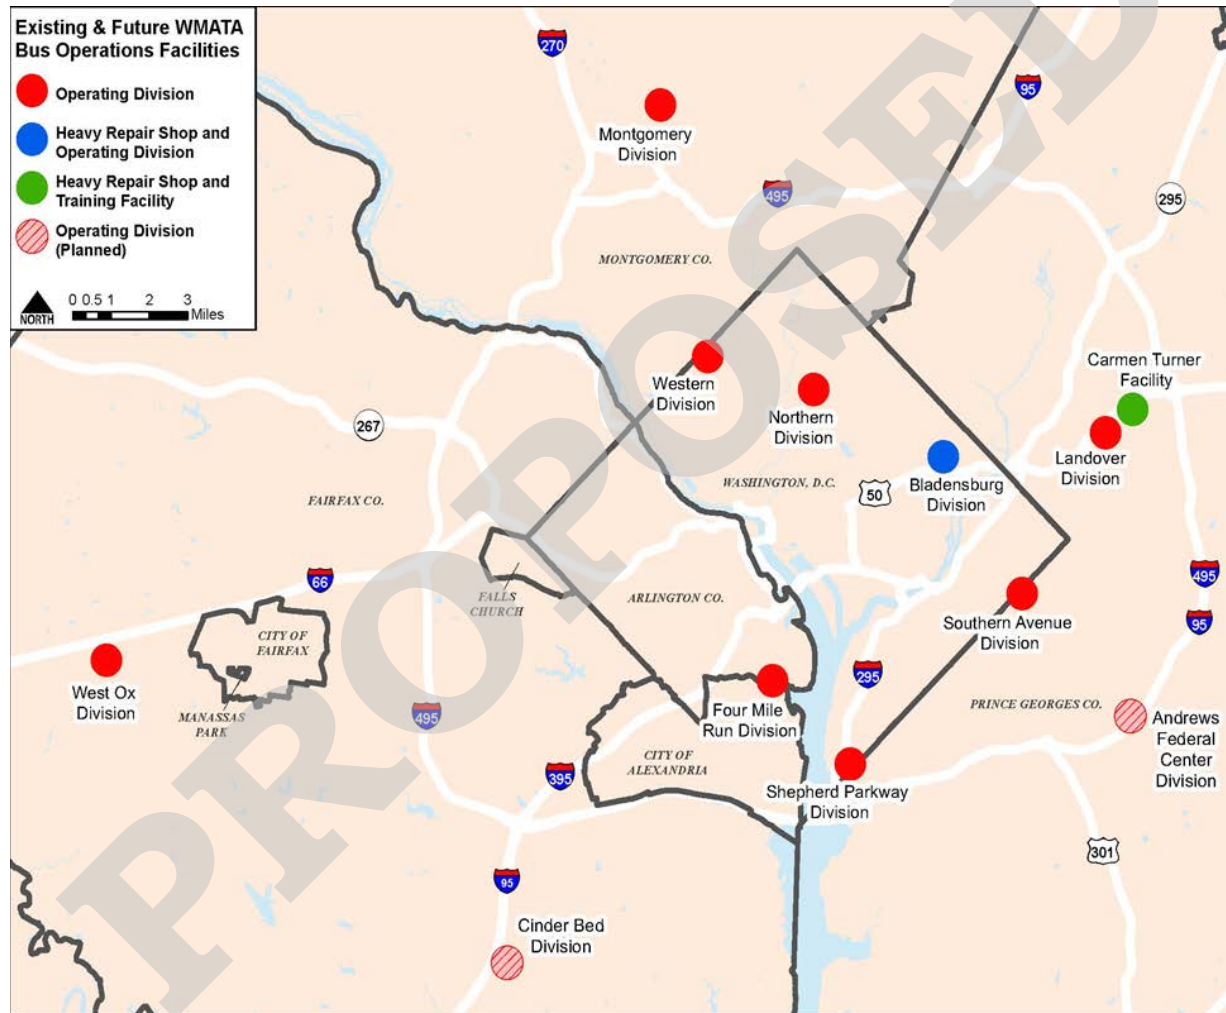 Existing & Future WMATA
Bus Operations Facilities
Operating Division
Heavy Repair Shop and
Operating Division
Heavy Repair Shop and
Training Facility
Operating Division
(Planned)
NORTH
0 0.5 1 2 3
Miles
270
95
Montgomery
Division
495
295
MONTGOMERY CO.
Carmen Turner
Facility
Western
Division
Northern
Division
267
Landover
Division
WASHINGTON, D.C.
50
Bladensburg
Division
FAIRFAX CO.
66
FALLS
CHURCH
ARLINGTON CO.
495
95
Southern Avenue
Division
CITY OF
FAIRFAX
West Ox
Division
MANASSAS
PARK
495
Four Mile
Run Division
295
PRINCE GEORGES CO.
Andrews
Federal
Center
Division
CITY OF
ALEXANDRIA
395
Shepherd Parkway
Division
301
95
Cinder Bed
Division
PROPOSED